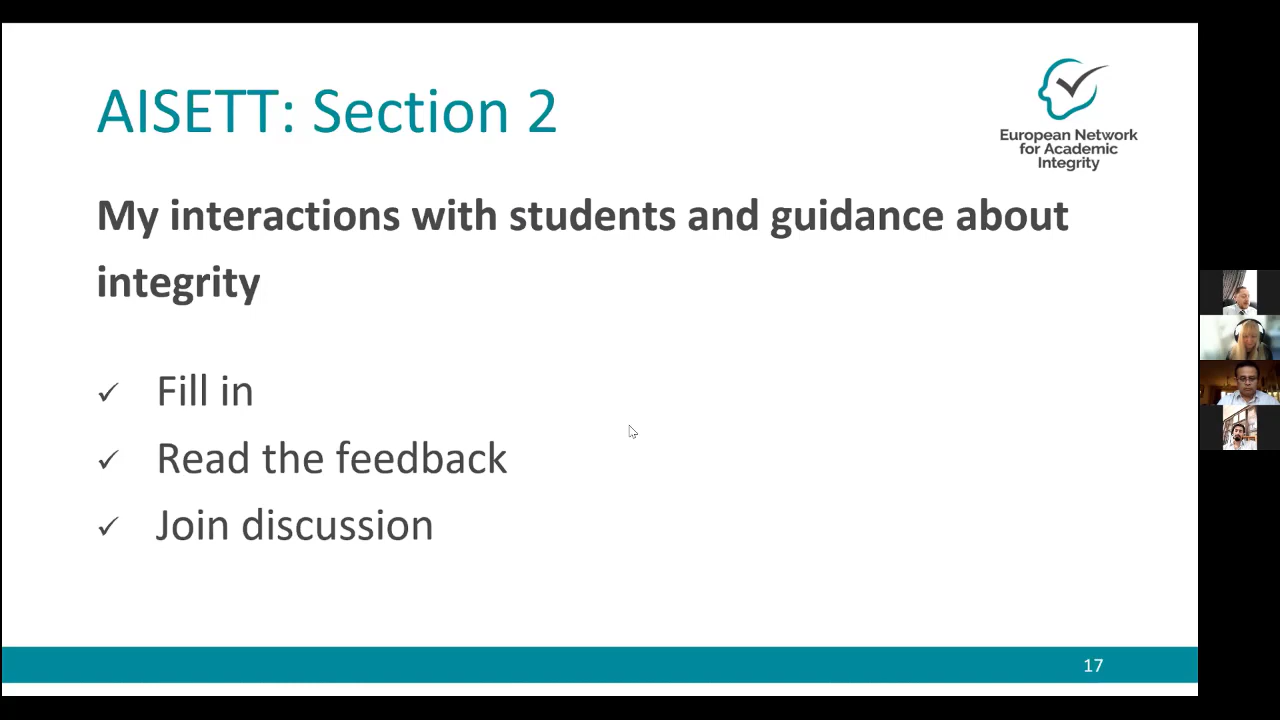 AISETT: Section 2
European Network
for Academic
Integrity
My interactions with students and guidance about
integrity
✓ Fill in
✓ Read the feedback
✓ Join discussion
17